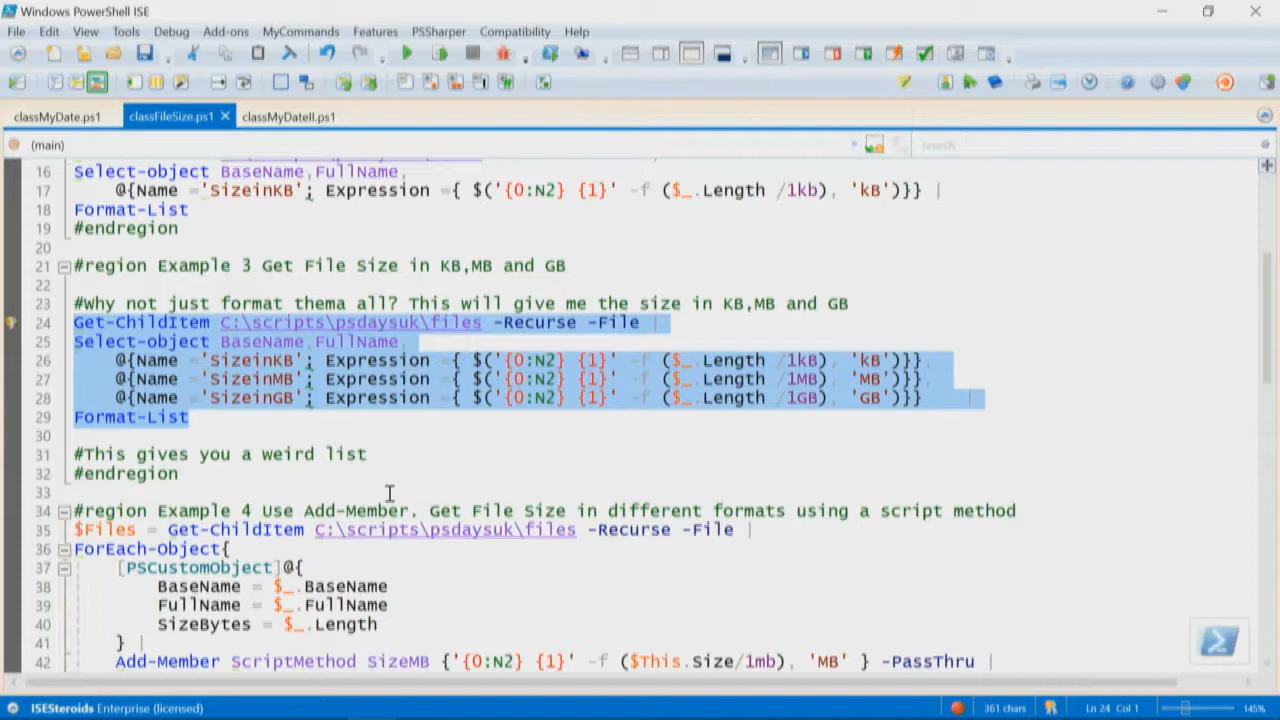 Windows PowerShell ISE
File Edit View Tools Debug Add-ons MyCommands Features PSSharper Compatibility Help
classMyDate.ps1 classFileSize.ps1 classMyDateII.ps1
(main) search
16 Select-object BaseName,FullName,
17 @{Name ='SizeinKB'; Expression ={ $('{0:N2} {1}' -f ($_.Length /1kb), 'kB')}} |
18 Format-List
19 #endregion
20
21 #region Example 3 Get File Size in KB,MB and GB
22
23 #Why not just format thema all? This will give me the size in KB,MB and GB
24 Get-ChildItem C:\scripts\psdaysuk\files -Recurse -File |
25 Select-object BaseName,FullName,
26 @{Name ='SizeinKB'; Expression ={ $('{0:N2} {1}' -f ($_.Length /1kB), 'kB')}},
27 @{Name ='SizeinMB'; Expression ={ $('{0:N2} {1}' -f ($_.Length /1MB), 'MB')}},
28 @{Name ='SizeinGB'; Expression ={ $('{0:N2} {1}' -f ($_.Length /1GB), 'GB')}} |
29 Format-List
30
31 #This gives you a weird list
32 #endregion
33
34 #region Example 4 Use Add-Member. Get File Size in different formats using a script method
35 $Files = Get-ChildItem C:\scripts\psdaysuk\files -Recurse -File |
36 ForEach-Object{
37 [PSCustomObject]@{
38 BaseName = $_.BaseName
39 FullName = $_.FullName
40 SizeBytes = $_.Length
41 } |
42 Add-Member ScriptMethod SizeMB {'{0:N2} {1}' -f ($This.Size/1mb), 'MB' } -PassThru |
ISESteroids Enterprise (licensed) 361 chars Ln 24 Col 1 145%